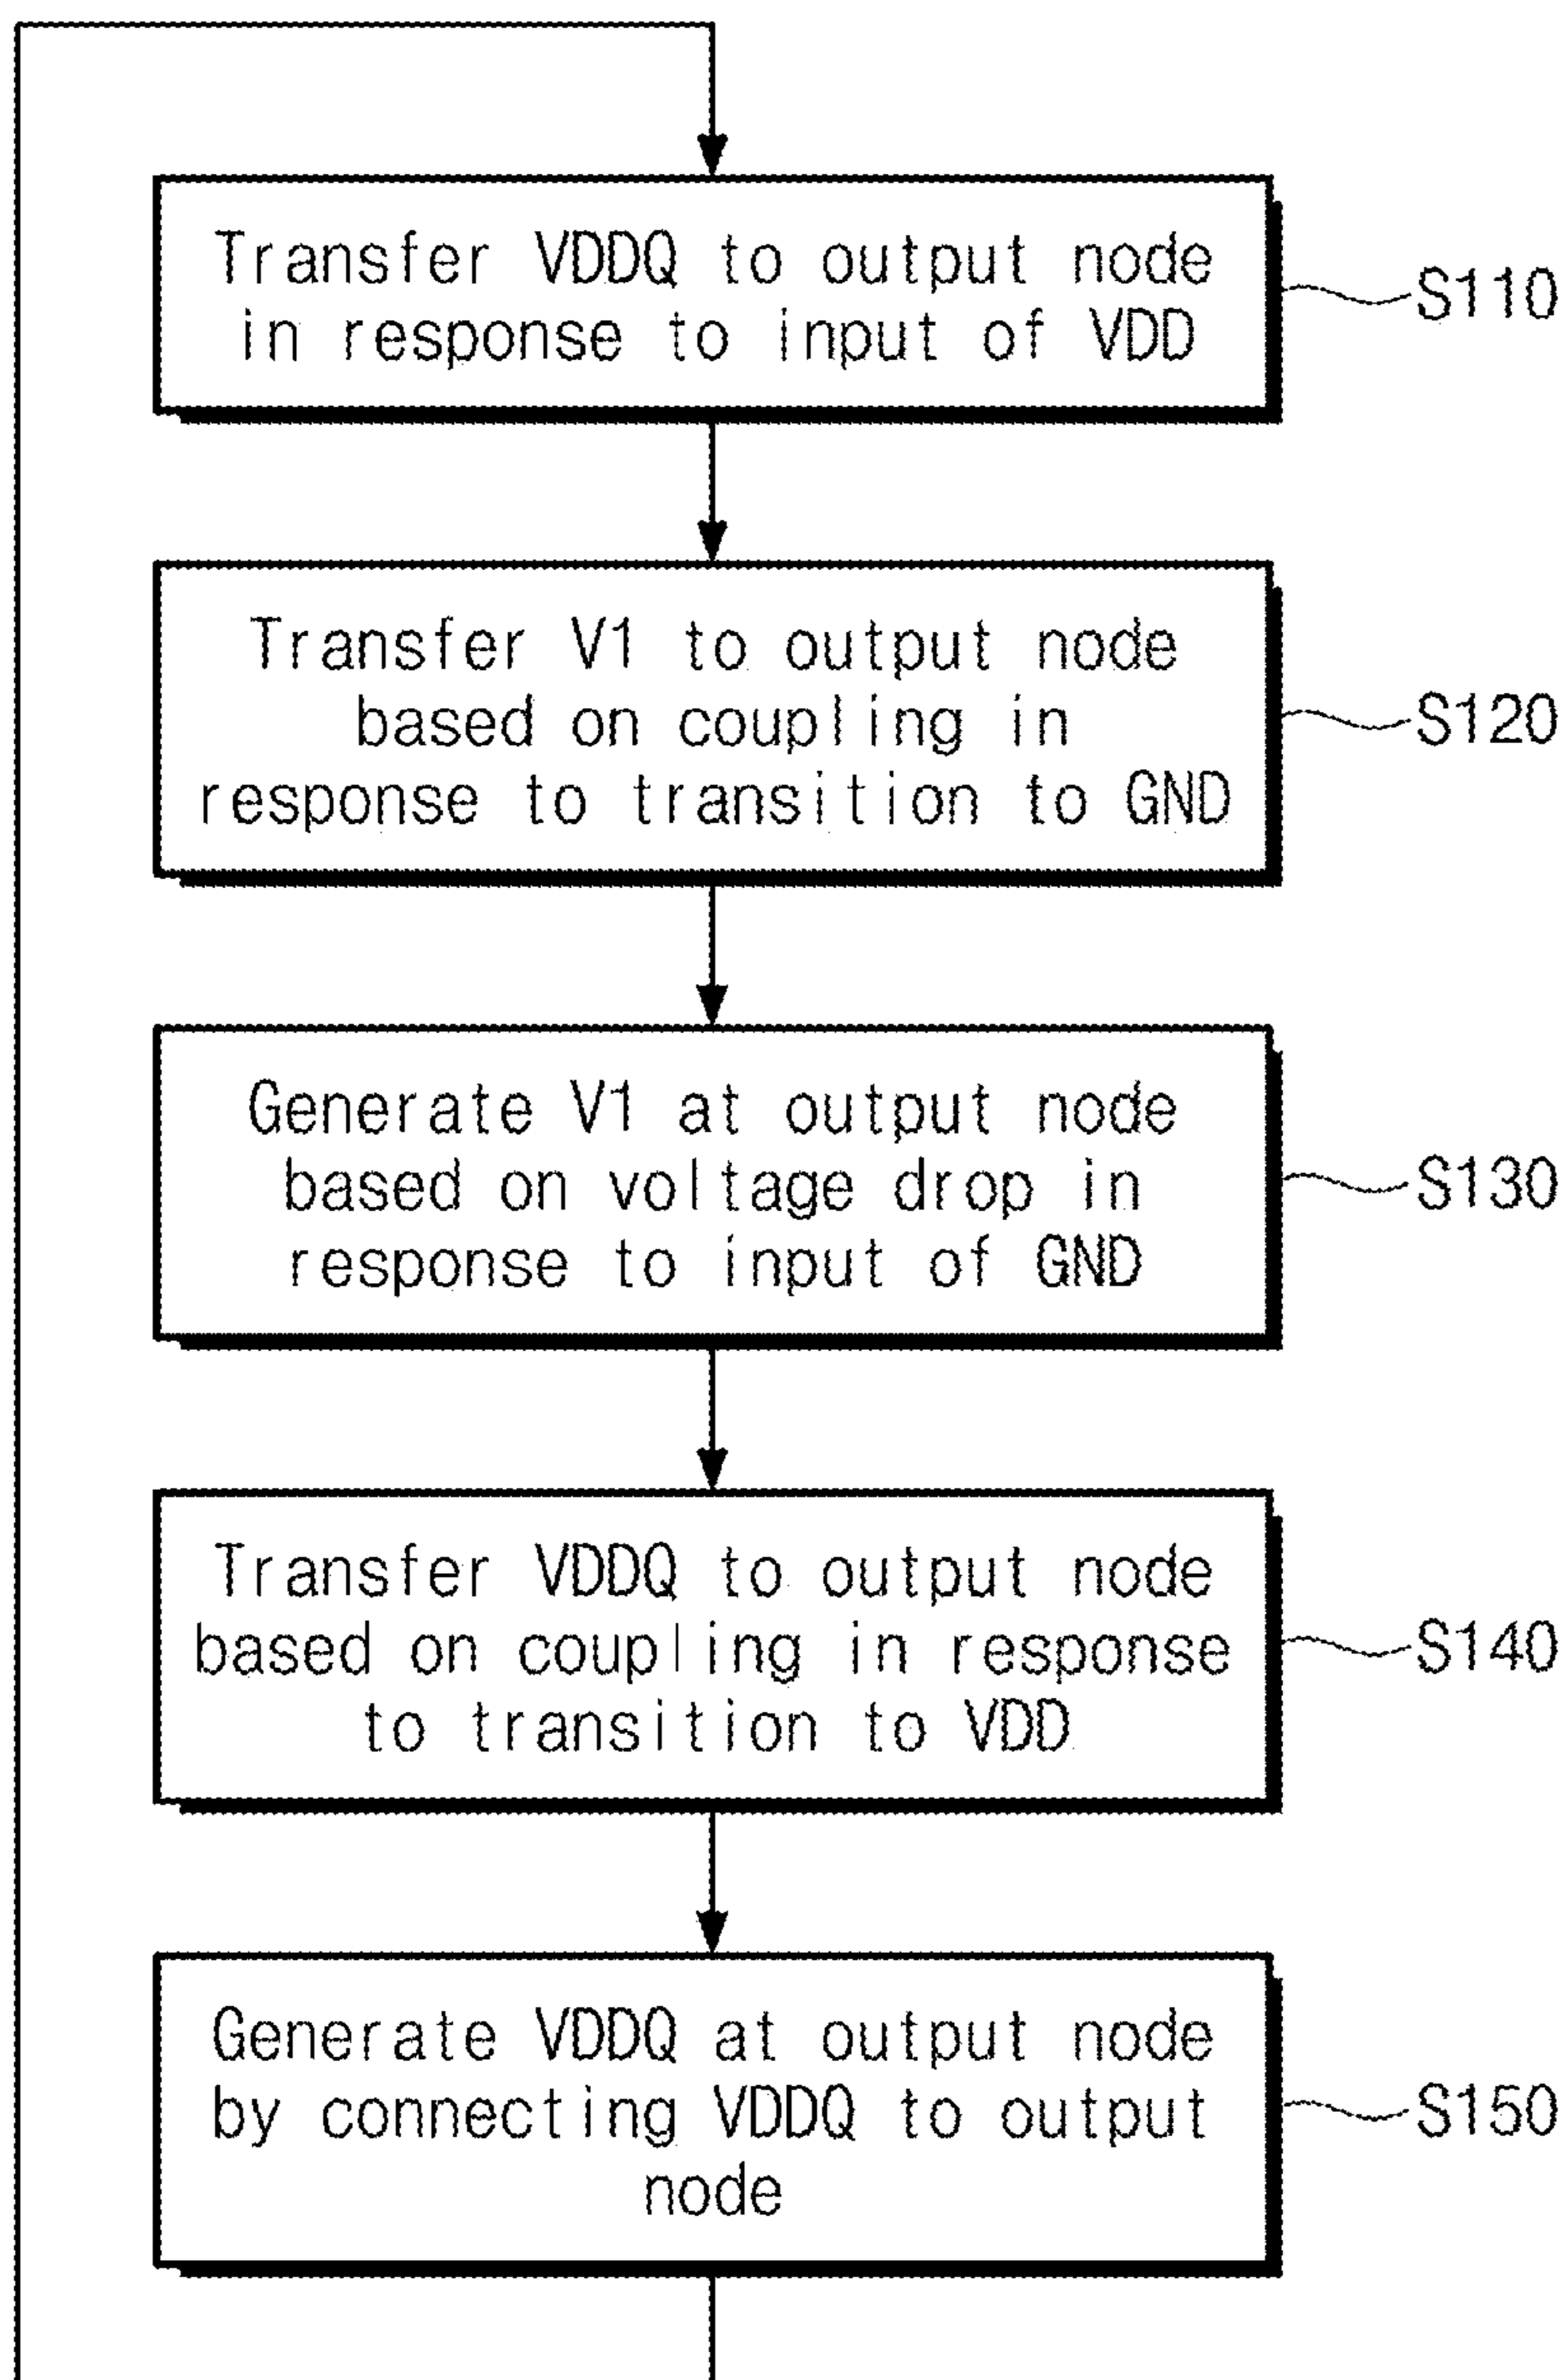 Transfer VDDQ to output node
in response to input of VDD
S110
Transfer V1 to output node
based on coupling in
response to transition to GND
S120
Generate V1 at output node
based on voltage drop in
response to input of GND
S130
Transfer VDDQ to output node
based on coupling in response
to transition to VDD
S140
Generate VDDQ at output node
by connecting VDDQ to output
node
S150